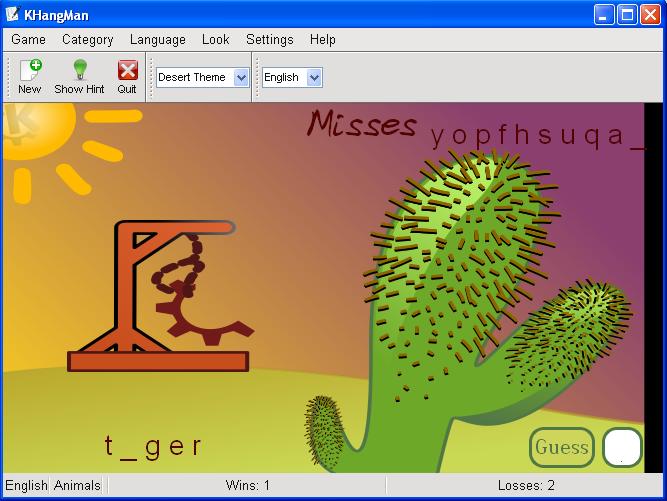 KHangMan
Game Category Language Look Settings Help
New Show Hint Quit Desert Theme English
Misses y o p f h s u q a _
t _ g e r
Guess
English Animals Wins: 1 Losses: 2